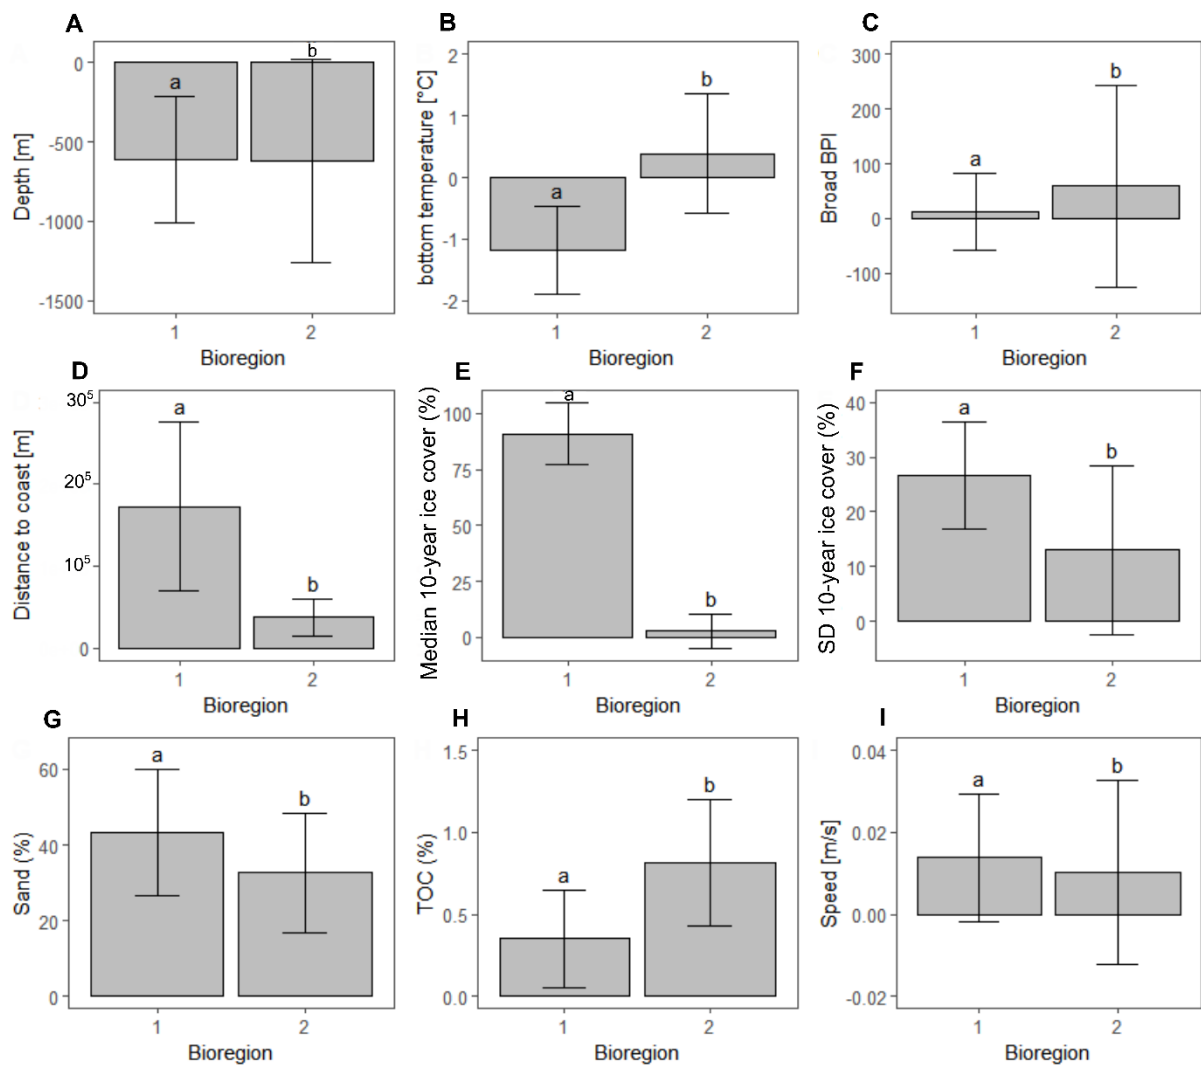 A
Depth [m]
0
-500
-1000
-1500
a
b
1
2
Bioregion
B
bottom temperature [°C]
2
1
0
-1
-2
a
b
1
2
Bioregion
C
Broad BPI
300
200
100
0
-100
a
b
1
2
Bioregion
D
Distance to coast [m]
30⁵
20⁵
10⁵
0
a
b
1
2
Bioregion
E
Median 10-year ice cover (%)
100
75
50
25
0
a
b
1
2
Bioregion
F
SD 10-year ice cover (%)
40
30
20
10
0
a
b
1
2
Bioregion
G
Sand (%)
60
40
20
0
a
b
1
2
Bioregion
H
TOC (%)
1.5
1.0
0.5
0.0
a
b
1
2
Bioregion
I
Speed [m/s]
0.04
0.02
0.00
-0.02
a
b
1
2
Bioregion